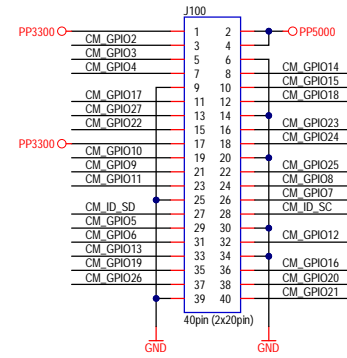 J100
PP3300 1 2 PP5000
CM_GPIO2 3 4
CM_GPIO3 5 6
CM_GPIO4 7 8 CM_GPIO14
9 10 CM_GPIO15
CM_GPIO17 11 12 CM_GPIO18
CM_GPIO27 13 14
CM_GPIO22 15 16 CM_GPIO23
PP3300 17 18 CM_GPIO24
CM_GPIO10 19 20
CM_GPIO9 21 22 CM_GPIO25
CM_GPIO11 23 24 CM_GPIO8
25 26 CM_GPIO7
CM_ID_SD 27 28 CM_ID_SC
CM_GPIO5 29 30
CM_GPIO6 31 32 CM_GPIO12
CM_GPIO13 33 34
CM_GPIO19 35 36 CM_GPIO16
CM_GPIO26 37 38 CM_GPIO20
39 40 CM_GPIO21
40pin (2x20pin)
GND GND